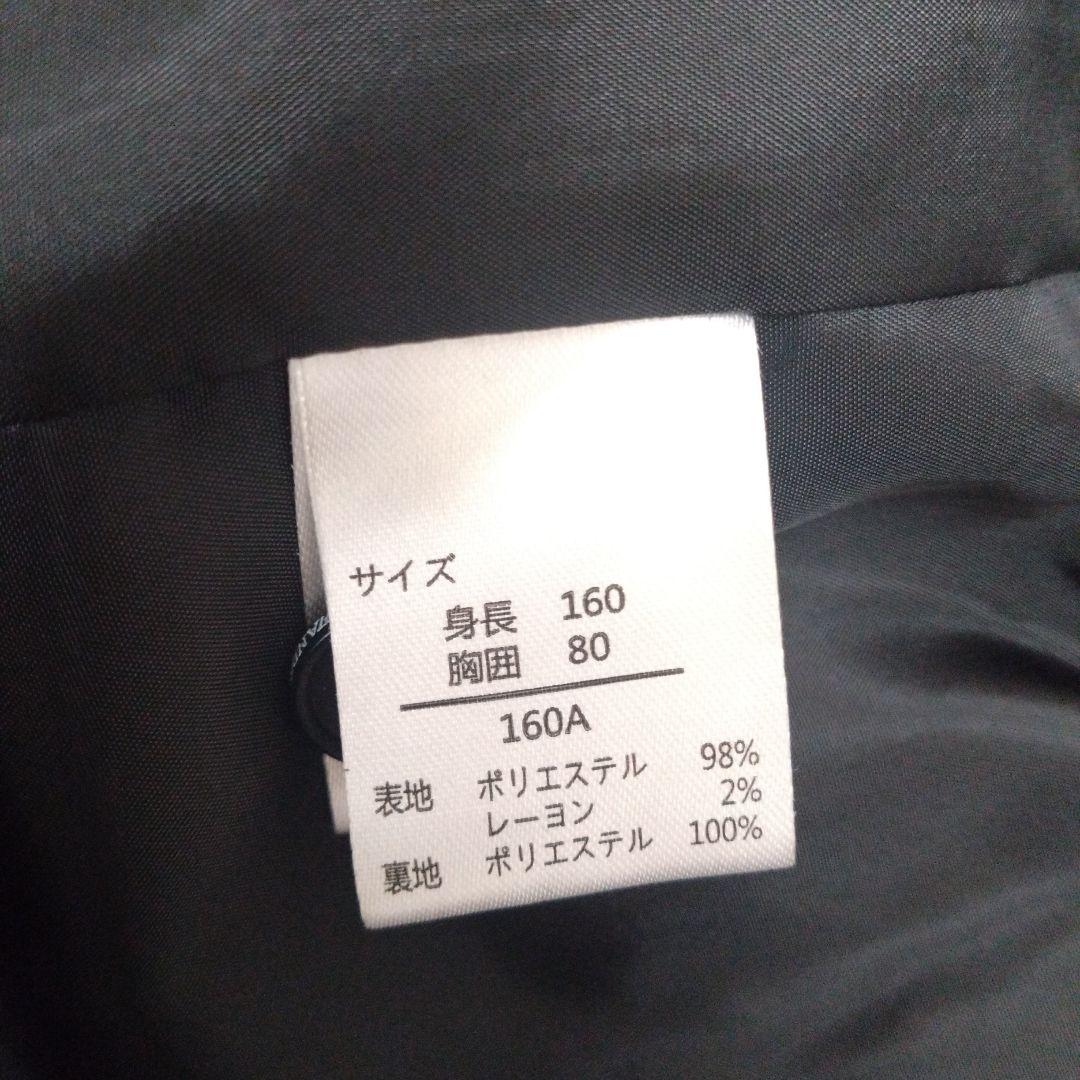 サイズ
身長 160
胸囲 80
160A
表地 ポリエステル 98%
レーヨン 2%
裏地 ポリエステル 100%